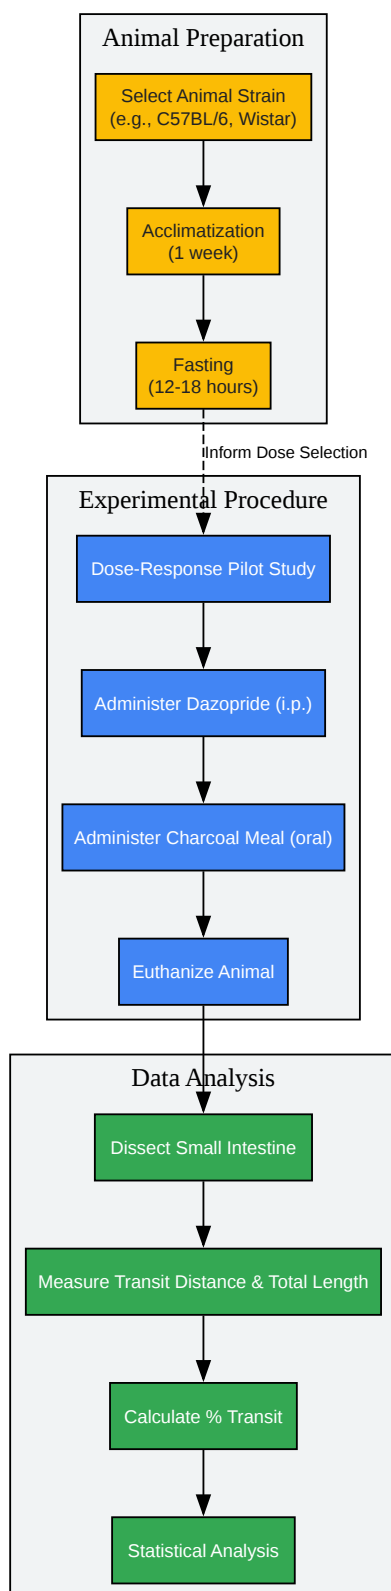 Animal Preparation
Select Animal Strain
(e.g., C57BL/6, Wistar)
Acclimatization
(1 week)
Fasting
(12-18 hours)
Inform Dose Selection
Experimental Procedure
Dose-Response Pilot Study
Administer Dazopride (i.p.)
Administer Charcoal Meal (oral)
Euthanize Animal
Data Analysis
Dissect Small Intestine
Measure Transit Distance & Total Length
Calculate % Transit
Statistical Analysis